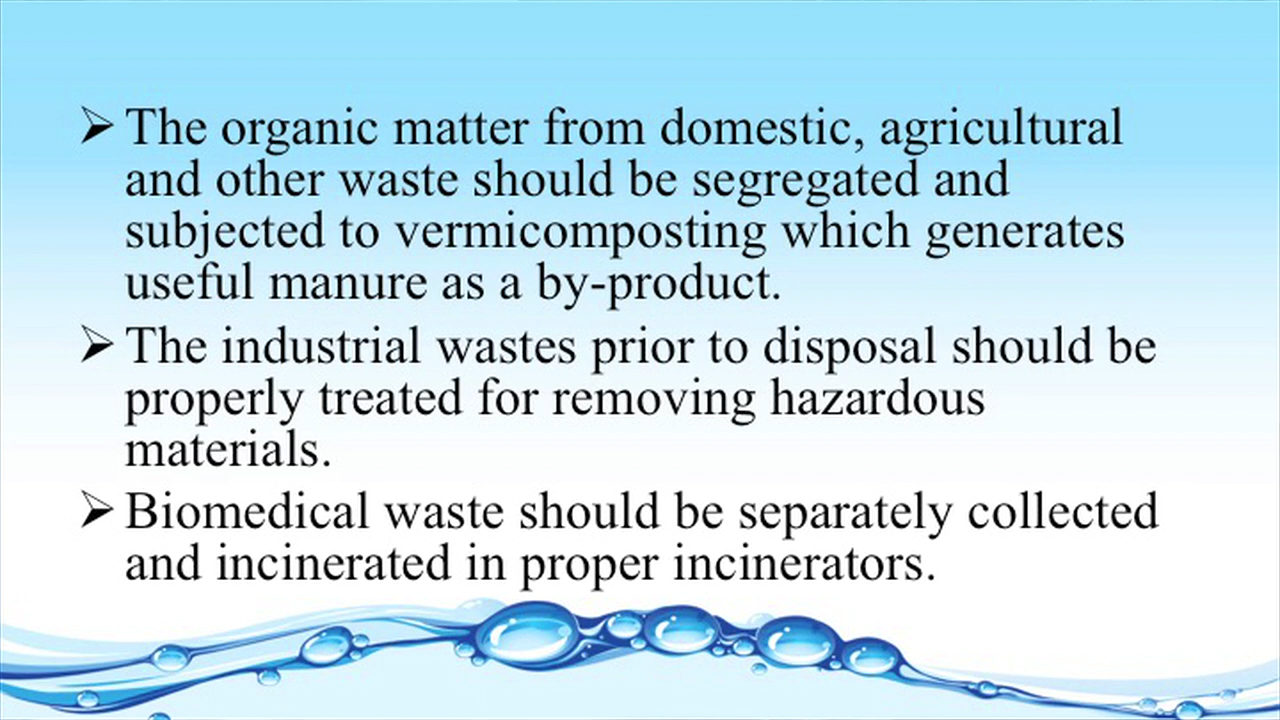 ➢ The organic matter from domestic, agricultural
and other waste should be segregated and
subjected to vermicomposting which generates
useful manure as a by-product.
➢ The industrial wastes prior to disposal should be
properly treated for removing hazardous
materials.
➢ Biomedical waste should be separately collected
and incinerated in proper incinerators.